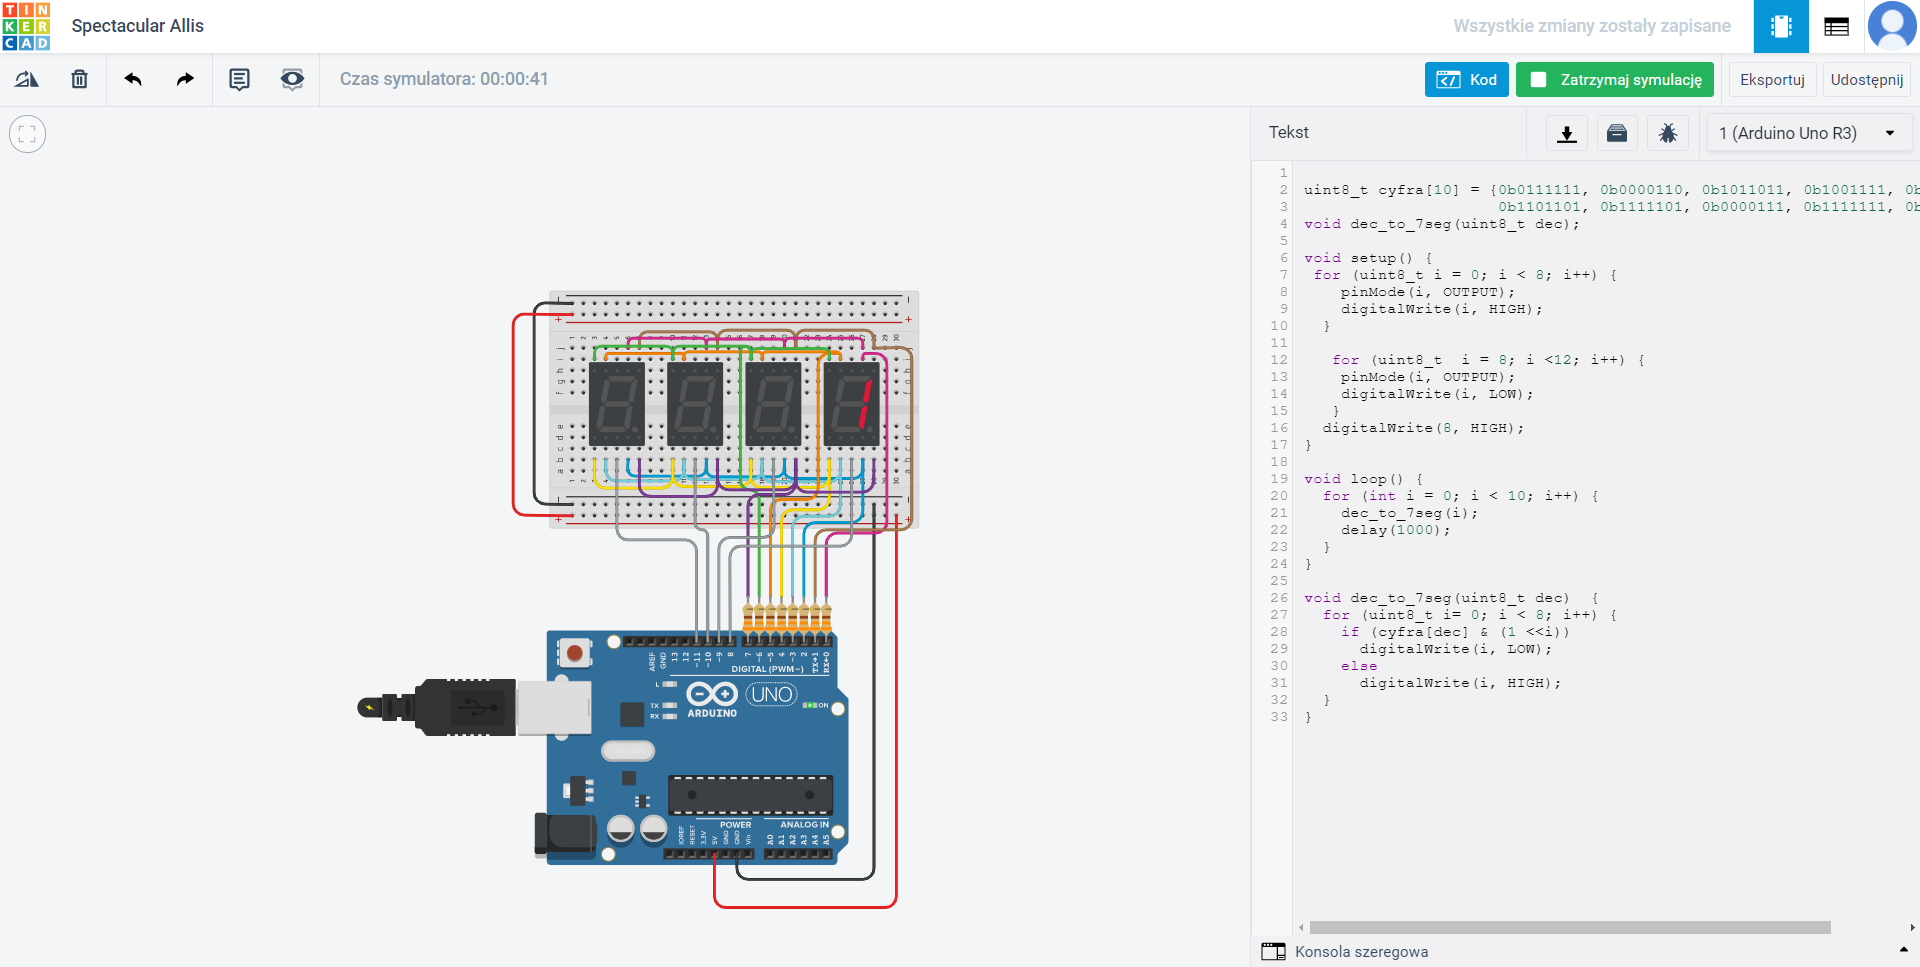 TIN
KER
CAD
Spectacular Allis
Wszystkie zmiany zostały zapisane
Czas symulatora: 00:00:41
Kod
Zatrzymaj symulację
Eksportuj
Udostępnij
Tekst
1 (Arduino Uno R3)
1
2 uint8_t cyfra[10] = {0b0111111, 0b0000110, 0b1011011, 0b1001111, 0b
3 0b1101101, 0b1111101, 0b0000111, 0b1111111, 0b
4 void dec_to_7seg(uint8_t dec);
5
6 void setup() {
7 for (uint8_t i = 0; i < 8; i++) {
8 pinMode(i, OUTPUT);
9 digitalWrite(i, HIGH);
10 }
11
12 for (uint8_t  i = 8; i <12; i++) {
13 pinMode(i, OUTPUT);
14 digitalWrite(i, LOW);
15 }
16 digitalWrite(8, HIGH);
17 }
18
19 void loop() {
20 for (int i = 0; i < 10; i++) {
21 dec_to_7seg(i);
22 delay(1000);
23 }
24 }
25
26 void dec_to_7seg(uint8_t dec)  {
27 for (uint8_t i= 0; i < 8; i++) {
28 if (cyfra[dec] & (1 <<i))
29 digitalWrite(i, LOW);
30 else
31 digitalWrite(i, HIGH);
32 }
33 }
Konsola szeregowa
AREF
GND
13
12
~11
~10
~9
8
7
~6
~5
4
~3
2
TX→1
RX←0
DIGITAL (PWM~)
L
TX
RX
ARDUINO
UNO
ON
POWER
ANALOG IN
IOREF
RESET
3.3V
5V
GND
GND
Vin
A0
A1
A2
A3
A4
A5